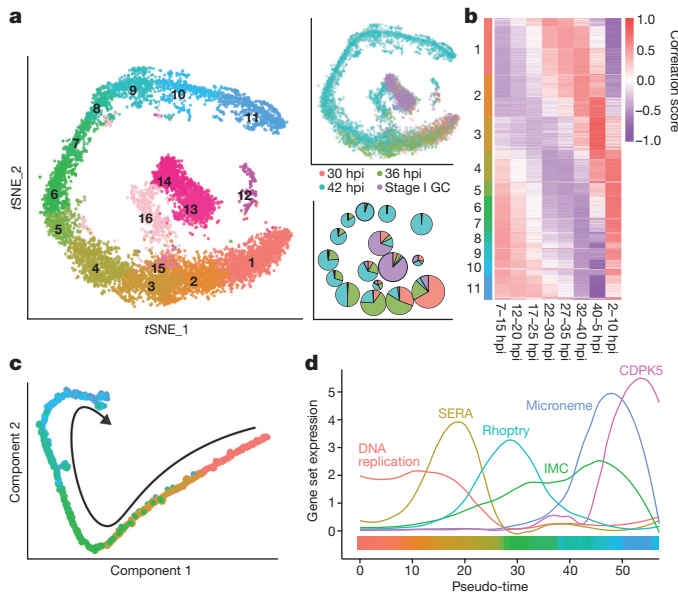 a
tSNE_2
tSNE_1
1
2
3
4
5
6
7
8
9
10
11
12
13
14
15
16
30 hpi
36 hpi
42 hpi
Stage I GC
b
1
2
3
4
5
6
7
8
9
10
11
7–15 hpi
12–20 hpi
17–25 hpi
22–30 hpi
27–35 hpi
32–40 hpi
40–5 hpi
2–10 hpi
1.0
0.5
0
–0.5
–1.0
Correlation score
c
Component 2
Component 1
d
Gene set expression
5
4
3
2
1
0
DNA
replication
SERA
Rhoptry
IMC
Microneme
CDPK5
0
10
20
30
40
50
Pseudo-time